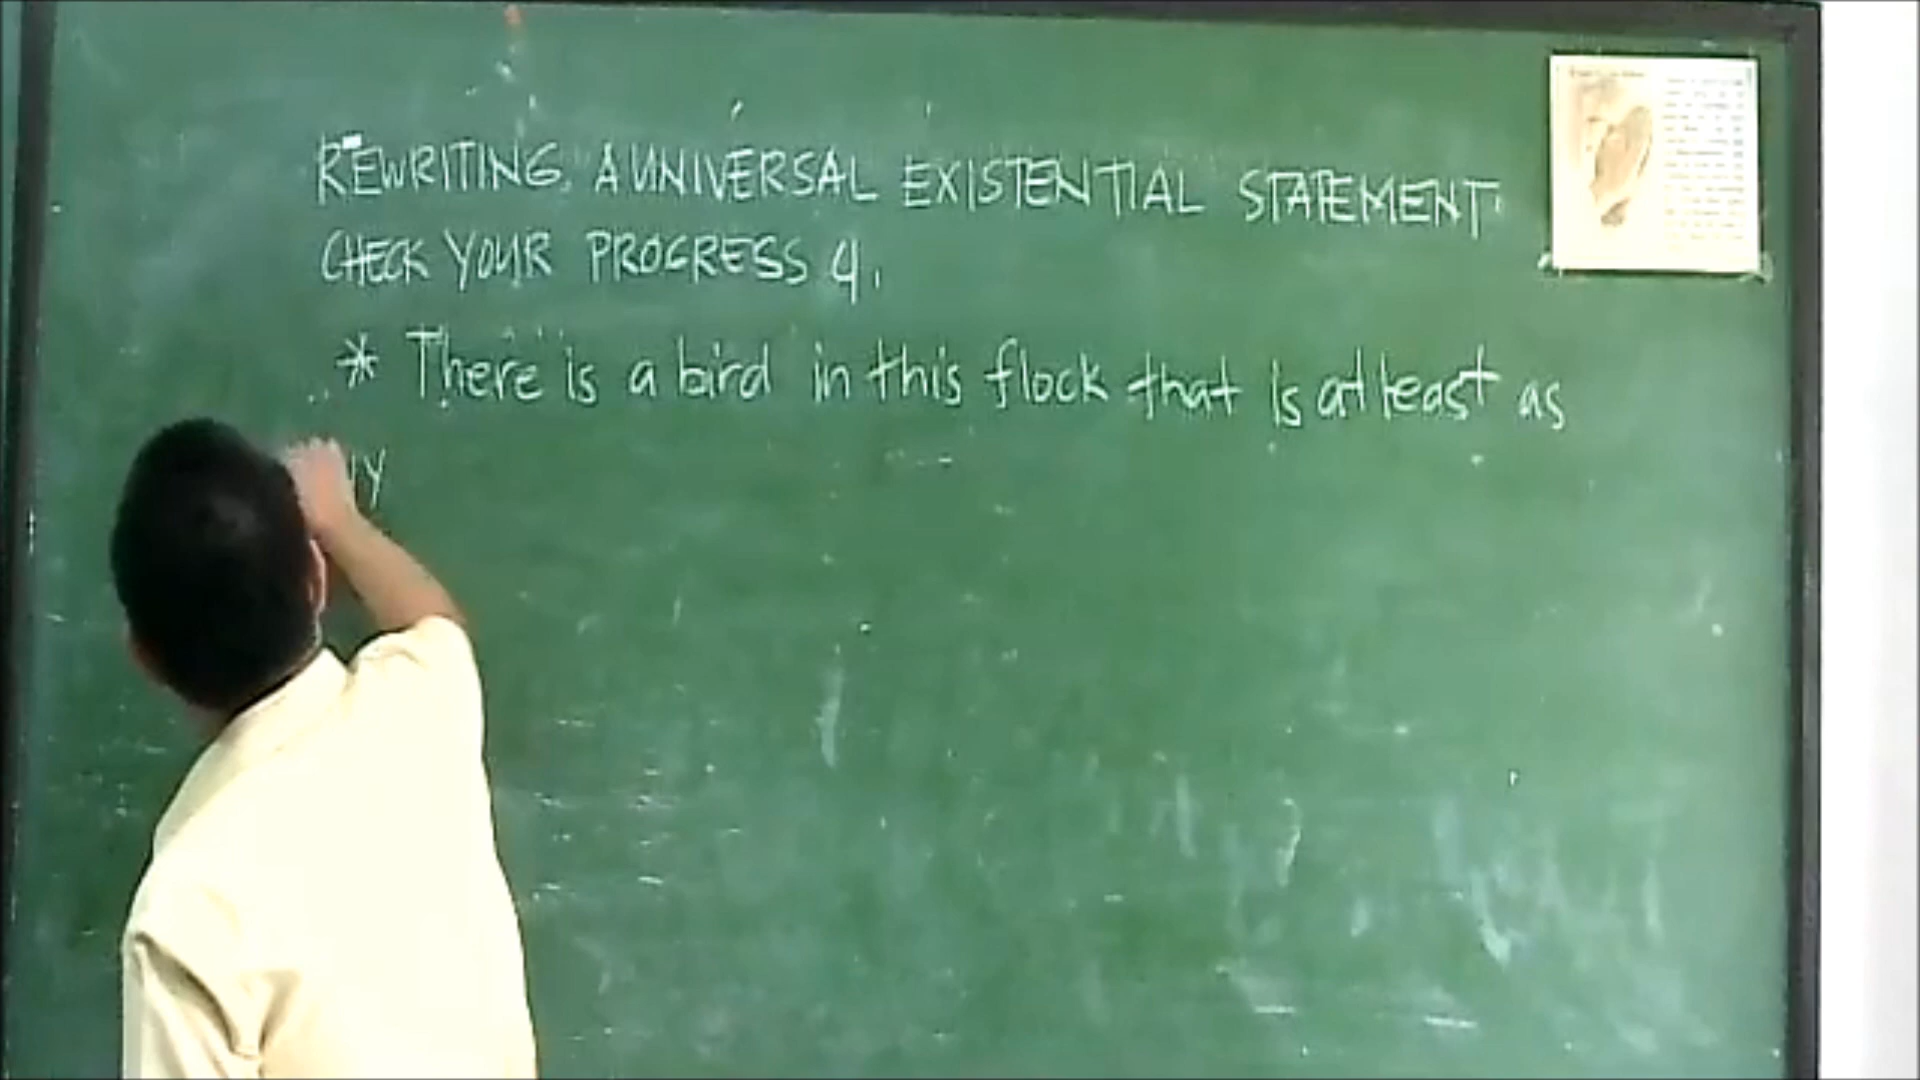 REWRITING A UNIVERSAL EXISTENTIAL STATEMENT
CHECK YOUR PROGRESS 4.
* There is a bird in this flock that is at least as